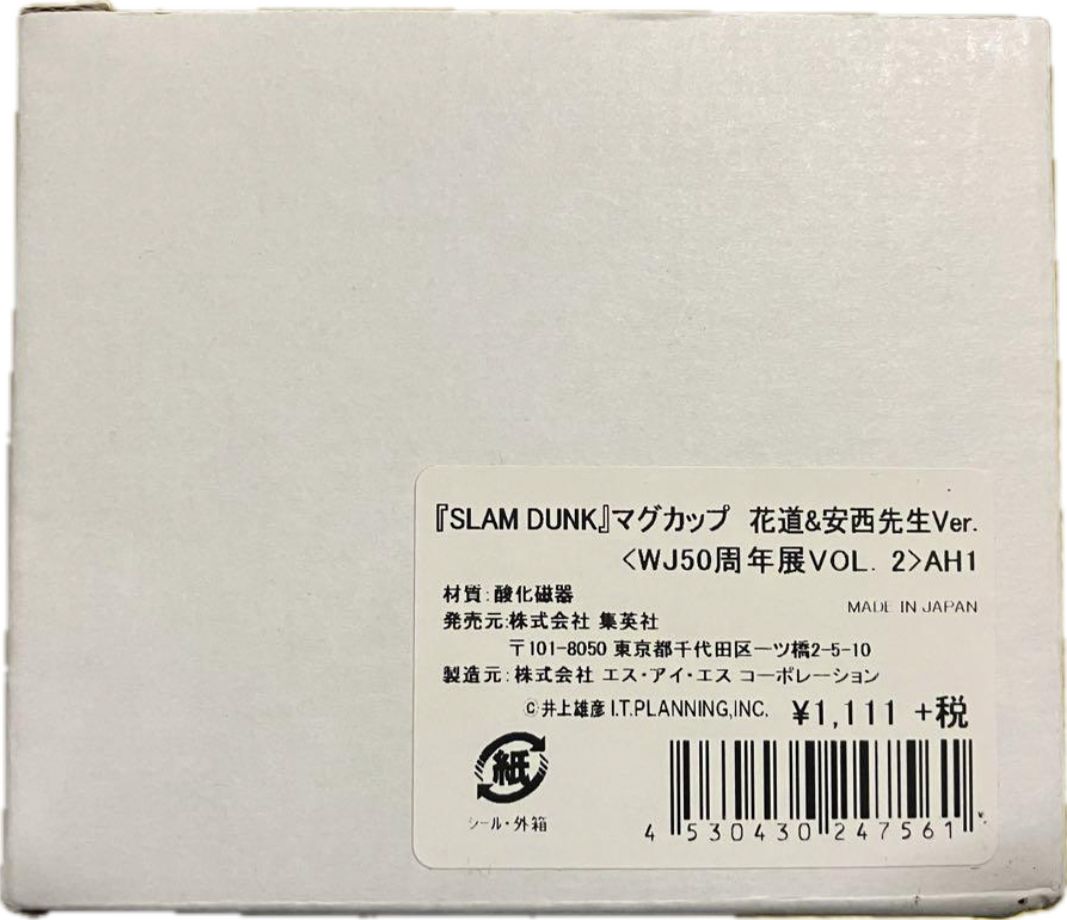 『SLAM DUNK』マグカップ 花道&安西先生Ver.
<WJ50周年展VOL. 2>AH1
材質:酸化磁器
MADE IN JAPAN
発売元:株式会社 集英社
〒101-8050 東京都千代田区一ツ橋2-5-10
製造元:株式会社 エス・アイ・エス コーポレーション
©井上雄彦 I.T.PLANNING,INC. ¥1,111 +税
紙
シール・外箱
4 530430 247561